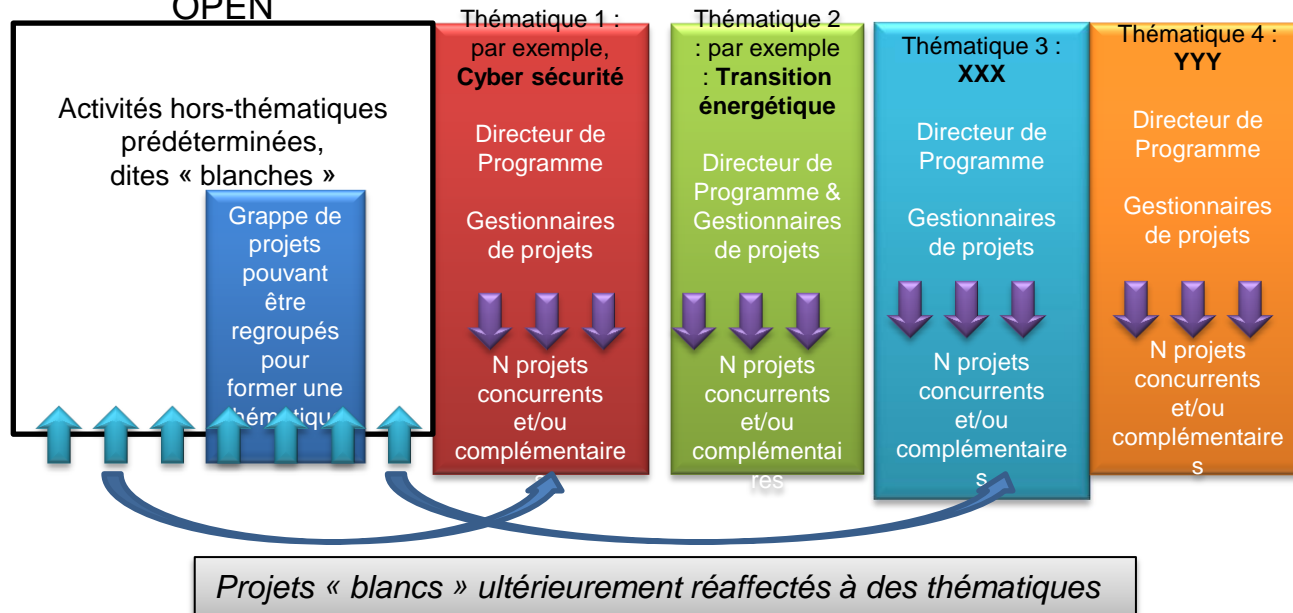 OPEN
Activités hors-thématiques
prédéterminées,
dites « blanches »
Grappe de
projets
pouvant
être
regroupés
pour
former une
thématique
Thématique 1 :
par exemple,
Cyber sécurité
Directeur de
Programme
Gestionnaires
de projets
N projets
concurrents
et/ou
complémentaire
s
Thématique 2
: par exemple
: Transition
énergétique
Directeur de
Programme &
Gestionnaires
de projets
N projets
concurrents
et/ou
complémentai
res
Thématique 3 :
XXX
Directeur de
Programme
Gestionnaires
de projets
N projets
concurrents
et/ou
complémentaire
s
Thématique 4 :
YYY
Directeur de
Programme
Gestionnaires
de projets
N projets
concurrents
et/ou
complémentaire
s
Projets « blancs » ultérieurement réaffectés à des thématiques